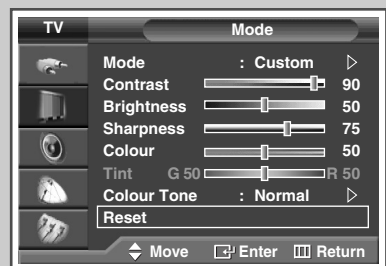 TV Mode
Mode : Custom
Contrast 90
Brightness 50
Sharpness 75
Colour 50
Tint G 50 R 50
Colour Tone : Normal
Reset
Move Enter Return